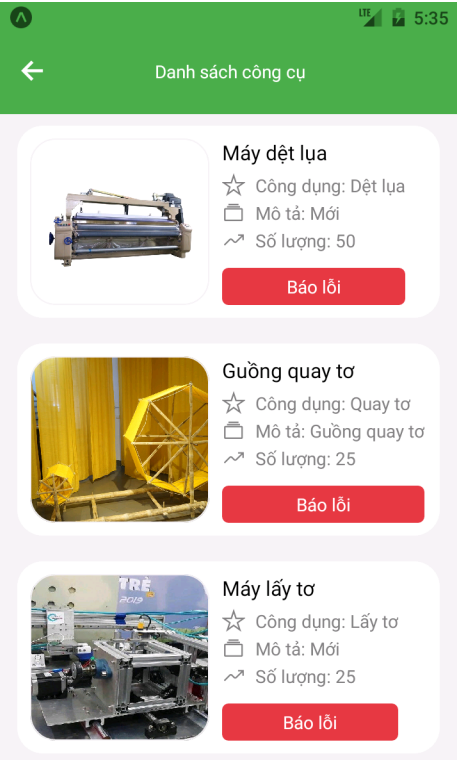 LTE 5:35
Danh sách công cụ
Máy dệt lụa
Công dụng: Dệt lụa
Mô tả: Mới
Số lượng: 50
Báo lỗi
Guồng quay tơ
Công dụng: Quay tơ
Mô tả: Guồng quay tơ
Số lượng: 25
Báo lỗi
TRẺ
2019
Máy lấy tơ
Công dụng: Lấy tơ
Mô tả: Mới
Số lượng: 25
Báo lỗi